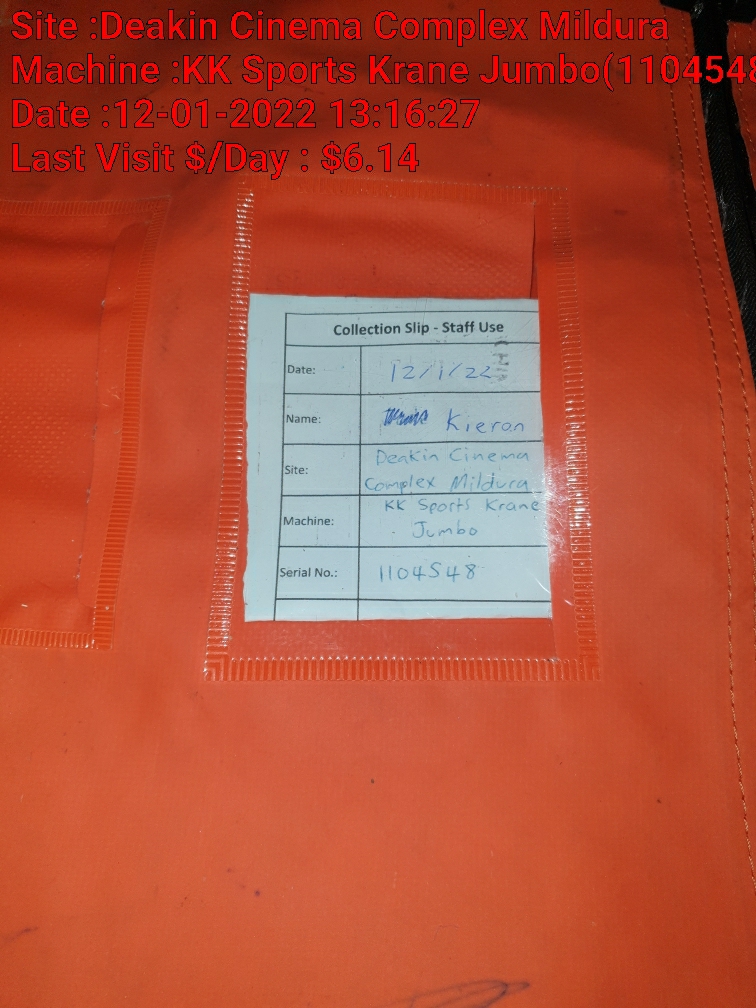 Site :Deakin Cinema Complex Mildura
Machine :KK Sports Krane Jumbo(1104548
Date :12-01-2022 13:16:27
Last Visit $/Day : $6.14
Collection Slip - Staff Use
Date: 12/1/22
Name: Kieran
Site: Deakin Cinema
Complex Mildura
Machine: KK Sports Krane
Jumbo
Serial No.: 1104548